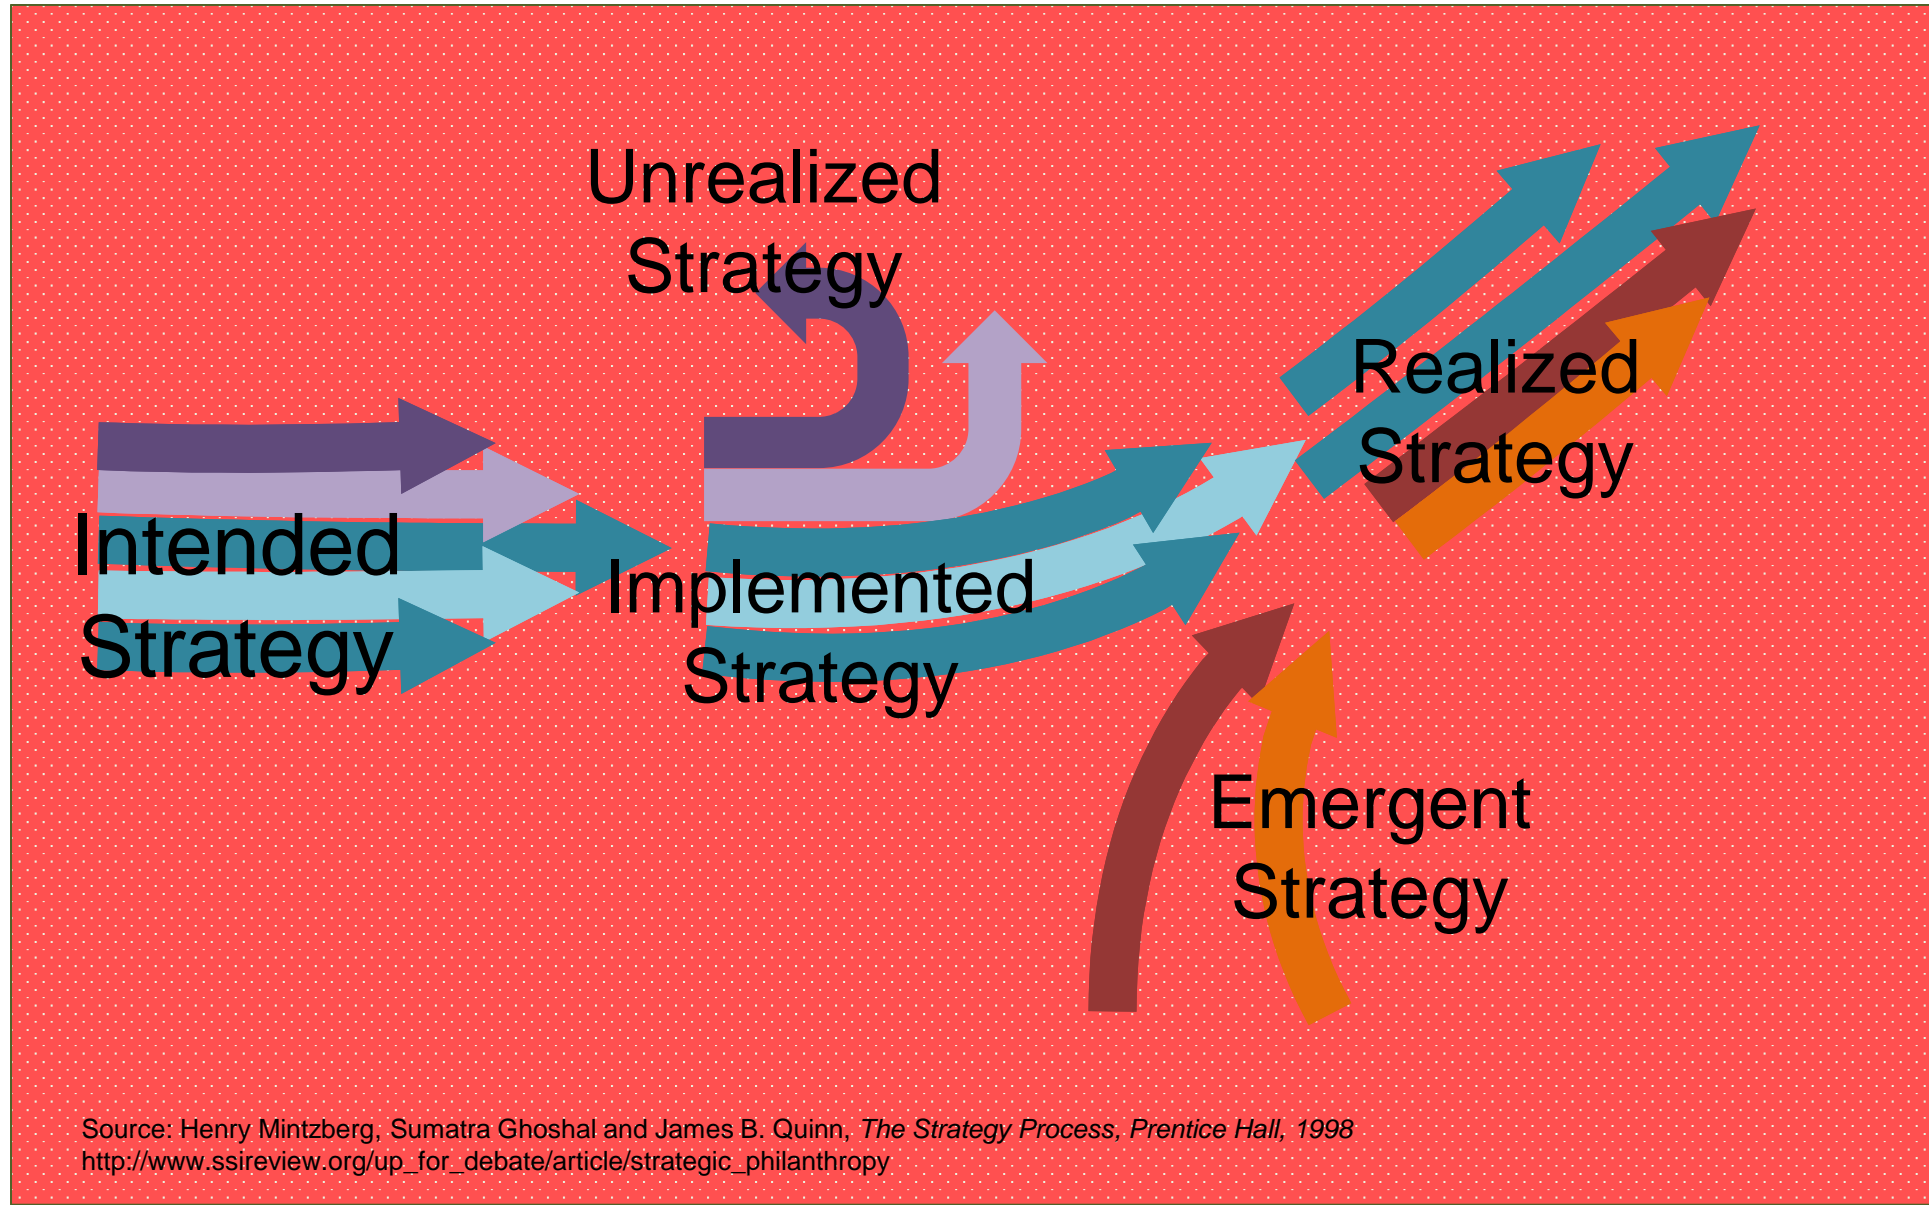 Unrealized
Strategy
Realized
Strategy
Intended
Strategy
Implemented
Strategy
Emergent
Strategy
Source: Henry Mintzberg, Sumatra Ghoshal and James B. Quinn, The Strategy Process, Prentice Hall, 1998
http://www.ssireview.org/up_for_debate/article/strategic_philanthropy